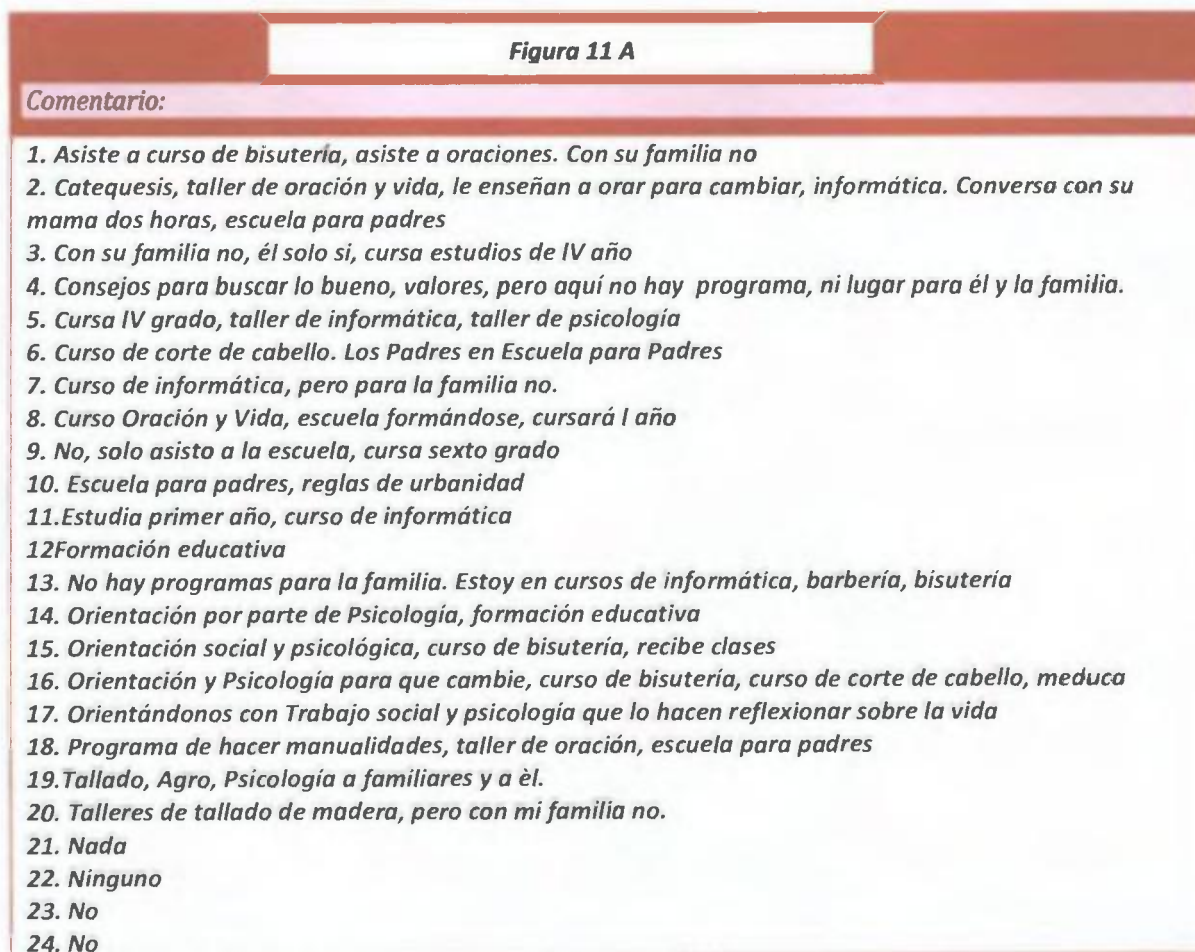 Figura 11 A
Comentario:
1. Asiste a curso de bisutería, asiste a oraciones. Con su familia no
2. Catequesis, taller de oración y vida, le enseñan a orar para cambiar, informática. Conversa con su
mama dos horas, escuela para padres
3. Con su familia no, él solo si, cursa estudios de IV año
4. Consejos para buscar lo bueno, valores, pero aquí no hay programa, ni lugar para él y la familia.
5. Cursa IV grado, taller de informática, taller de psicología
6. Curso de corte de cabello. Los Padres en Escuela para Padres
7. Curso de informática, pero para la familia no.
8. Curso Oración y Vida, escuela formándose, cursará I año
9. No, solo asisto a la escuela, cursa sexto grado
10. Escuela para padres, reglas de urbanidad
11.Estudia primer año, curso de informática
12Formación educativa
13. No hay programas para la familia. Estoy en cursos de informática, barbería, bisutería
14. Orientación por parte de Psicología, formación educativa
15. Orientación social y psicológica, curso de bisutería, recibe clases
16. Orientación y Psicología para que cambie, curso de bisutería, curso de corte de cabello, meduca
17. Orientándonos con Trabajo social y psicología que lo hacen reflexionar sobre la vida
18. Programa de hacer manualidades, taller de oración, escuela para padres
19.Tallado, Agro, Psicología a familiares y a èl.
20. Talleres de tallado de madera, pero con mi familia no.
21. Nada
22. Ninguno
23. No
24. No